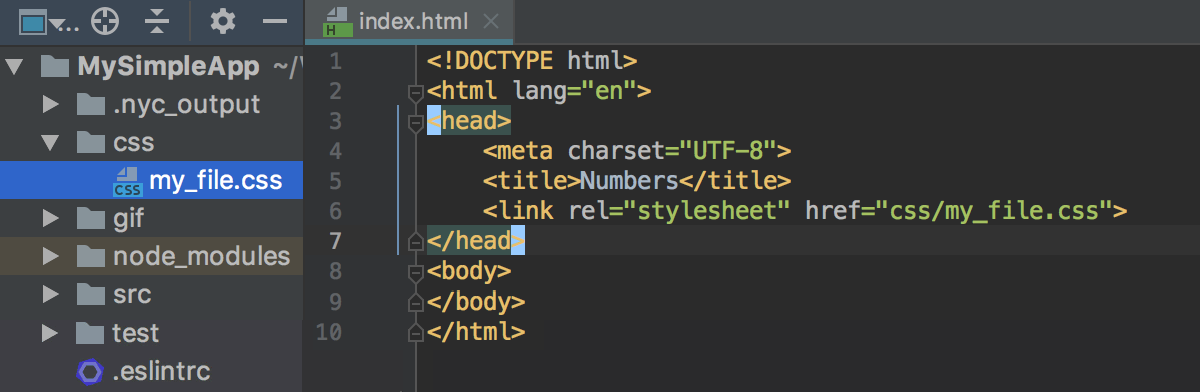 index.html
MySimpleApp ~/
.nyc_output
css
CSS my_file.css
gif
node_modules
src
test
.eslintrc
1 <!DOCTYPE html>
2 <html lang="en">
3 <head>
4     <meta charset="UTF-8">
5     <title>Numbers</title>
6     <link rel="stylesheet" href="css/my_file.css">
7 </head>
8 <body>
9 </body>
10 </html>